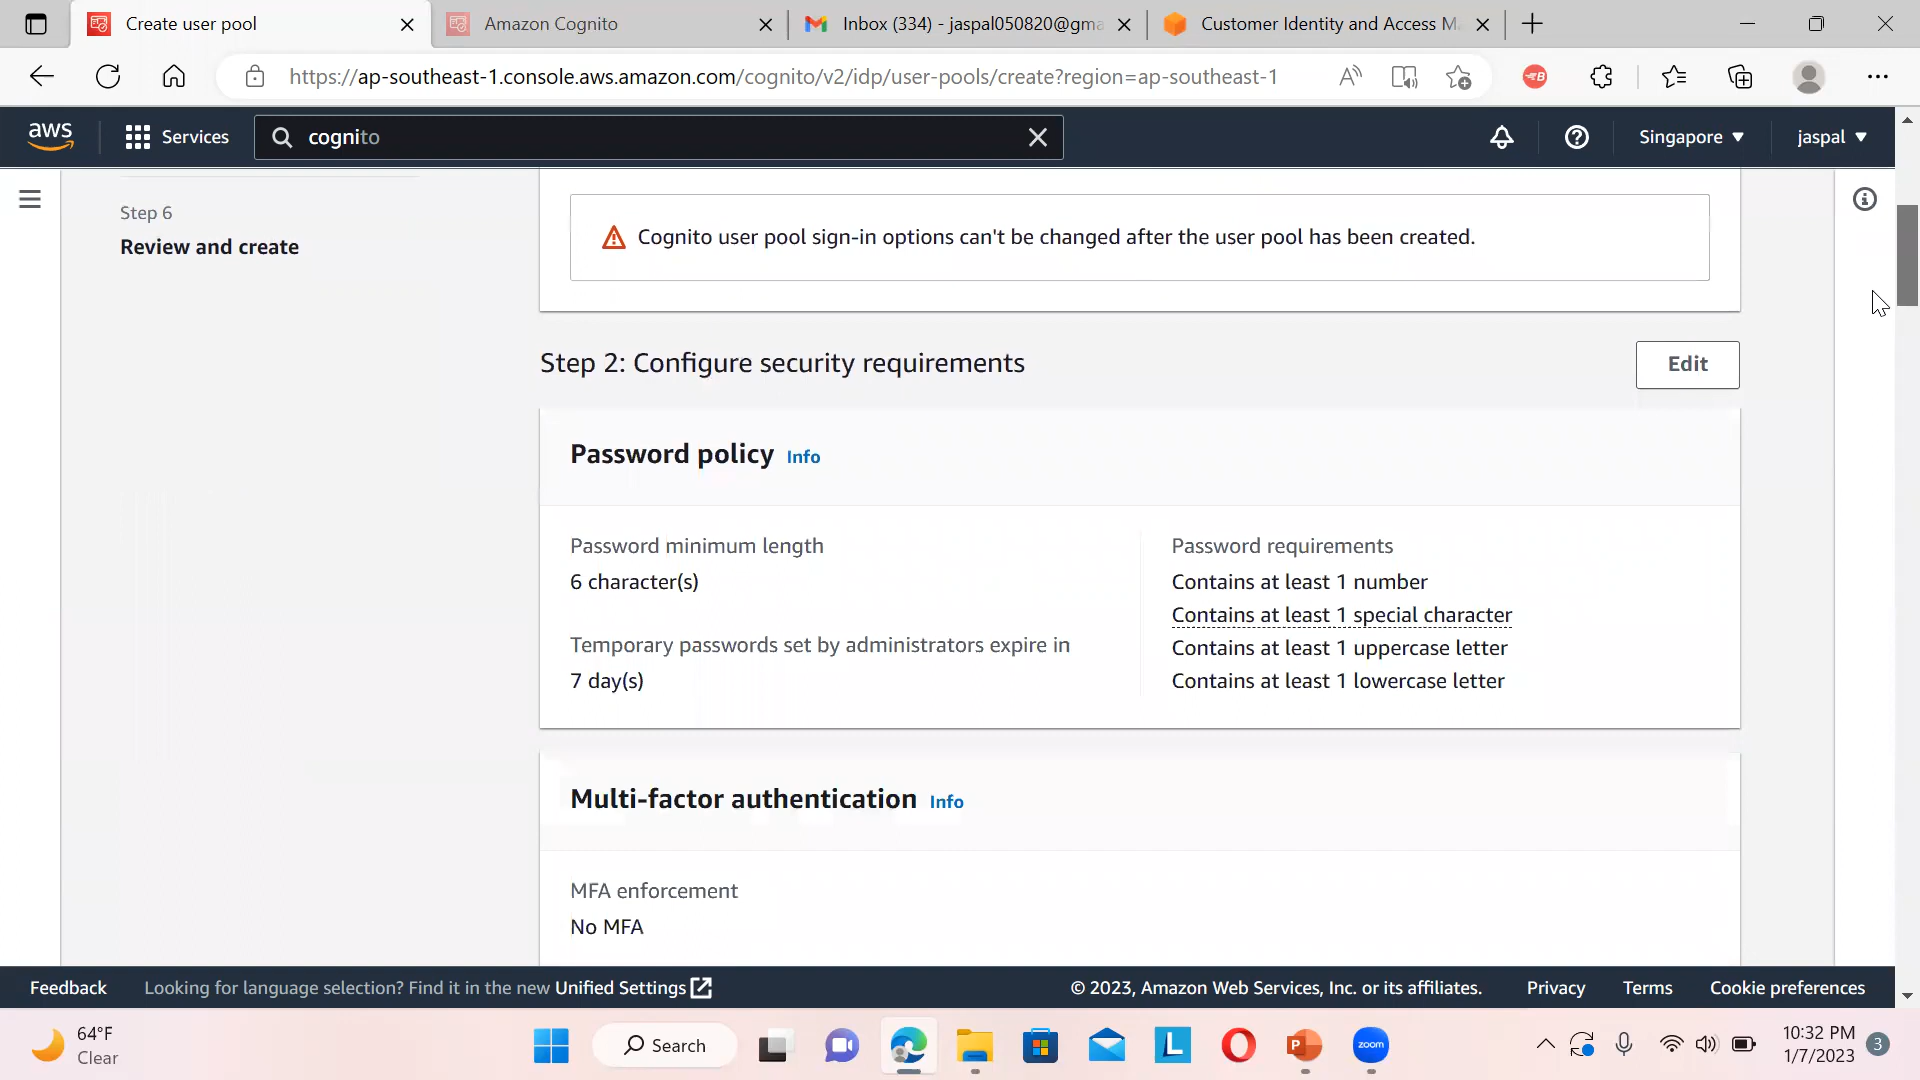 Create user pool
Amazon Cognito
Inbox (334) - jaspal050820@gma
Customer Identity and Access M
https://ap-southeast-1.console.aws.amazon.com/cognito/v2/idp/user-pools/create?region=ap-southeast-1
aws
Services
cognito
Singapore
jaspal
Step 6
Review and create
Cognito user pool sign-in options can't be changed after the user pool has been created.
Step 2: Configure security requirements
Edit
Password policy Info
Password minimum length
6 character(s)
Temporary passwords set by administrators expire in
7 day(s)
Password requirements
Contains at least 1 number
Contains at least 1 special character
Contains at least 1 uppercase letter
Contains at least 1 lowercase letter
Multi-factor authentication Info
MFA enforcement
No MFA
Feedback
Looking for language selection? Find it in the new Unified Settings
© 2023, Amazon Web Services, Inc. or its affiliates.
Privacy
Terms
Cookie preferences
64°F
Clear
Search
L
P
zoom
10:32 PM
1/7/2023
3